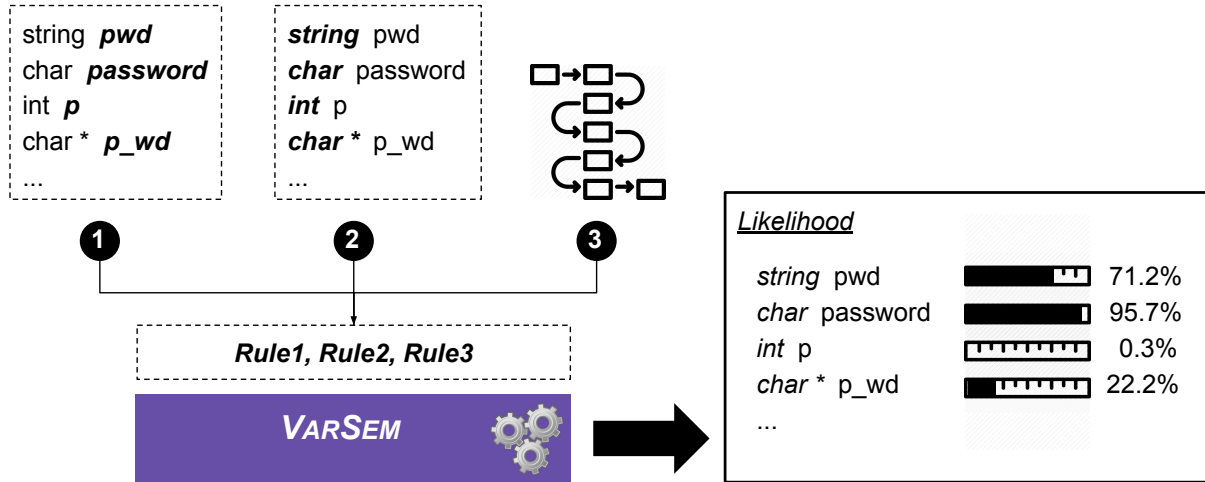 string pwd
char password
int p
char * p_wd
...
string pwd
char password
int p
char * p_wd
...
1
2
3
Rule1, Rule2, Rule3
VARSEM
Likelihood
string pwd 71.2%
char password 95.7%
int p 0.3%
char * p_wd 22.2%
...